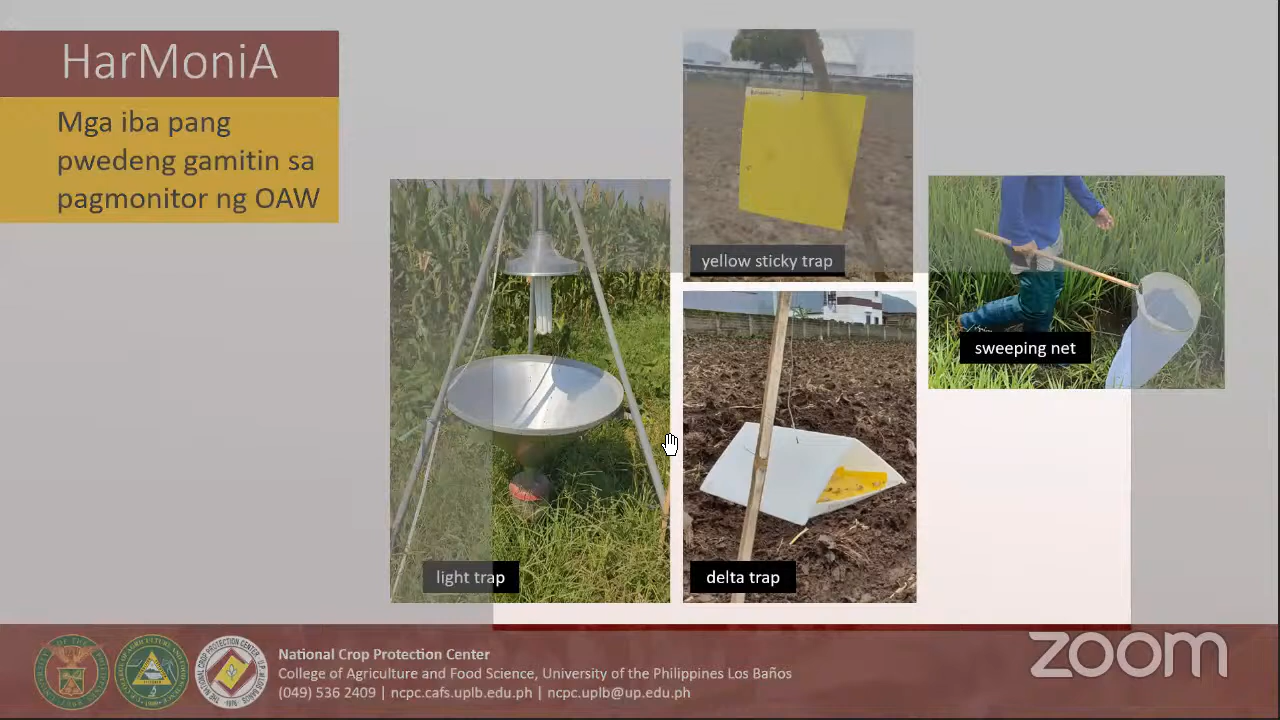 HarMoniA
Mga iba pang
pwedeng gamitin sa
pagmonitor ng OAW
yellow sticky trap
sweeping net
light trap
delta trap
National Crop Protection Center
College of Agriculture and Food Science, University of the Philippines Los Baños
(049) 536 2409 | ncpc.cafs.uplb.edu.ph | ncpc.uplb@up.edu.ph
zoom